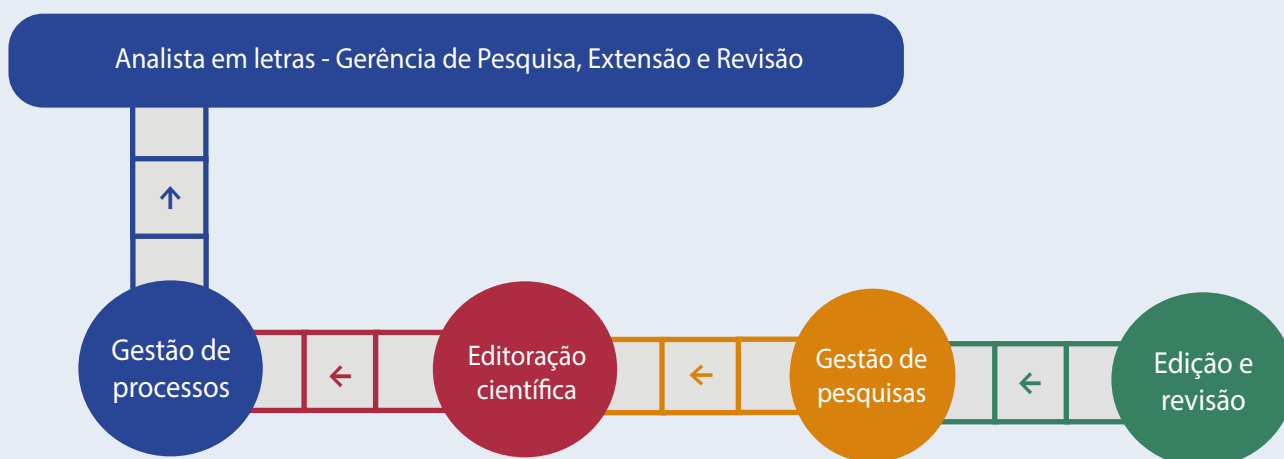 Analista em letras - Gerência de Pesquisa, Extensão e Revisão
Gestão de
processos
Editoração
científica
Gestão de
pesquisas
Edição e
revisão